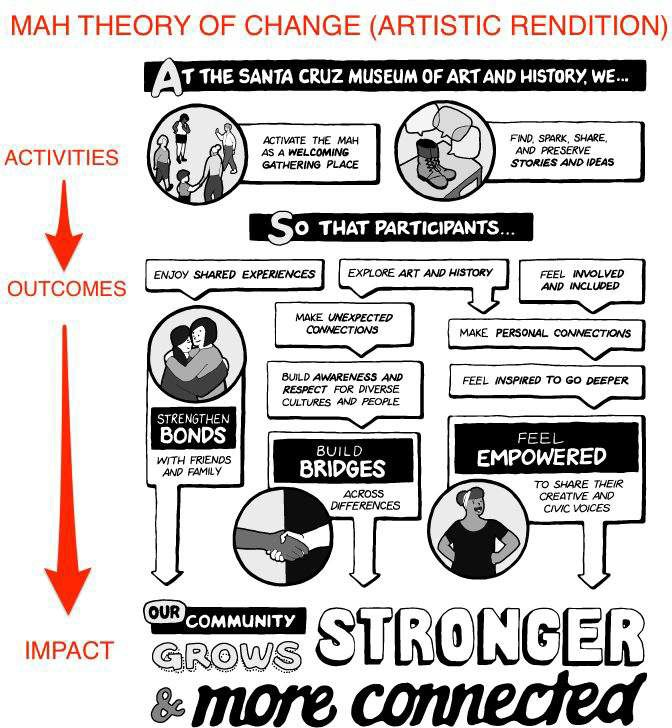 MAH THEORY OF CHANGE (ARTISTIC RENDITION)
AT THE SANTA CRUZ MUSEUM OF ART AND HISTORY, WE...
ACTIVITIES
ACTIVATE THE MAH
AS A WELCOMING
GATHERING PLACE
FIND, SPARK, SHARE,
AND PRESERVE
STORIES AND IDEAS
SO THAT PARTICIPANTS...
OUTCOMES
ENJOY SHARED EXPERIENCES
EXPLORE ART AND HISTORY
FEEL INVOLVED
AND INCLUDED
MAKE UNEXPECTED
CONNECTIONS
MAKE PERSONAL CONNECTIONS
BUILD AWARENESS AND
RESPECT FOR DIVERSE
CULTURES AND PEOPLE
FEEL INSPIRED TO GO DEEPER
STRENGTHEN
BONDS
WITH FRIENDS
AND FAMILY
BUILD
BRIDGES
ACROSS
DIFFERENCES
FEEL
EMPOWERED
TO SHARE THEIR
CREATIVE AND
CIVIC VOICES
IMPACT
OUR COMMUNITY
GROWS
STRONGER
& more connected